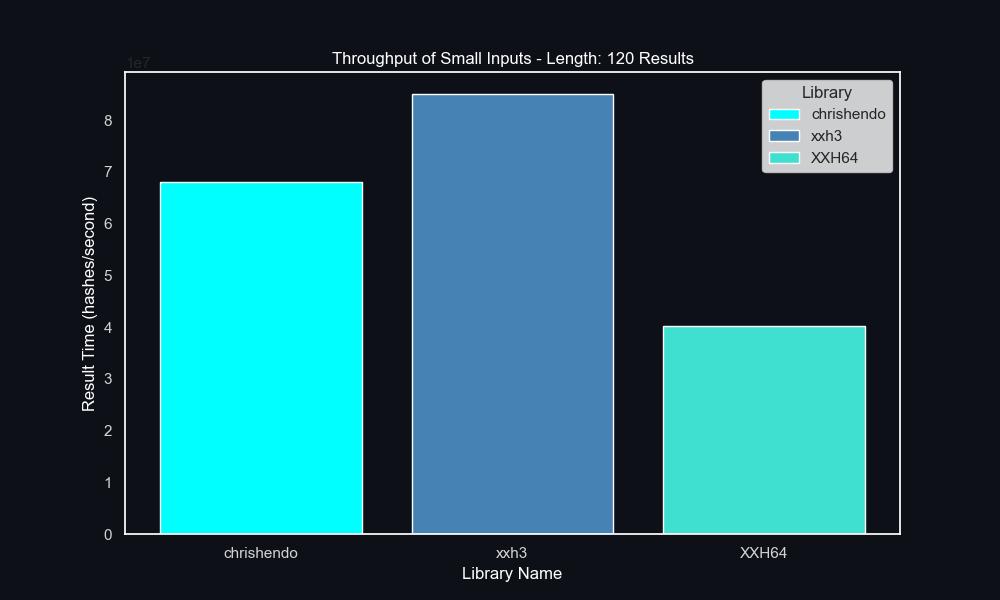 Throughput of Small Inputs - Length: 120 Results
1e7
Library
chrishendo
xxh3
XXH64
8
7
6
5
4
3
2
1
0
Result Time (hashes/second)
chrishendo
xxh3
XXH64
Library Name